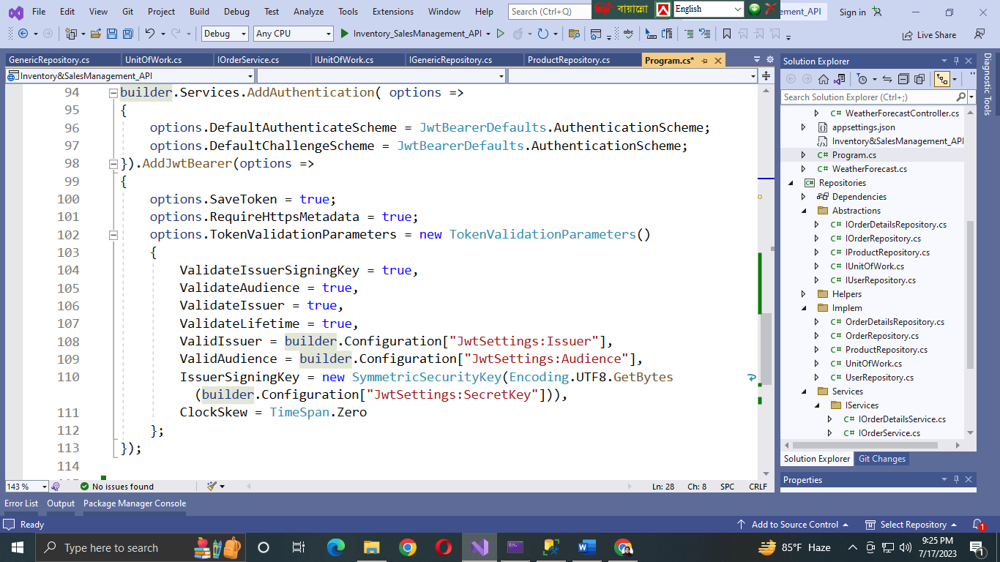 File Edit View Git Project Build Debug Test Analyze Tools Extensions Window Help Search (Ctrl+Q) বায়ান্নো English ement_API Sign in
Debug Any CPU Inventory_SalesManagement_API Live Share
GenericRepository.cs UnitOfWork.cs IOrderService.cs IUnitOfWork.cs IGenericRepository.cs ProductRepository.cs Program.cs*
Inventory&SalesManagement_API
94 builder.Services.AddAuthentication( options =>
95 {
96 options.DefaultAuthenticateScheme = JwtBearerDefaults.AuthenticationScheme;
97 options.DefaultChallengeScheme = JwtBearerDefaults.AuthenticationScheme;
98 }).AddJwtBearer(options =>
99 {
100 options.SaveToken = true;
101 options.RequireHttpsMetadata = true;
102 options.TokenValidationParameters = new TokenValidationParameters()
103 {
104 ValidateIssuerSigningKey = true,
105 ValidateAudience = true,
106 ValidateIssuer = true,
107 ValidateLifetime = true,
108 ValidIssuer = builder.Configuration["JwtSettings:Issuer"],
109 ValidAudience = builder.Configuration["JwtSettings:Audience"],
110 IssuerSigningKey = new SymmetricSecurityKey(Encoding.UTF8.GetBytes
(builder.Configuration["JwtSettings:SecretKey"])),
111 ClockSkew = TimeSpan.Zero
112 };
113 });
114
143 % No issues found Ln: 28 Ch: 8 SPC CRLF
Solution Explorer
Search Solution Explorer (Ctrl+;)
C# WeatherForecastController.cs
appsettings.json
Inventory&SalesManagement_API
C# Program.cs
C# WeatherForecast.cs
C# Repositories
Dependencies
Abstractions
C# IOrderDetailsRepository.cs
C# IOrderRepository.cs
C# IProductRepository.cs
C# IUnitOfWork.cs
C# IUserRepository.cs
Helpers
Implem
C# OrderDetailsRepository.cs
C# OrderRepository.cs
C# ProductRepository.cs
C# UnitOfWork.cs
C# UserRepository.cs
Services
IServices
C# IOrderDetailsService.cs
C# IOrderService.cs
Solution Explorer Git Changes
Properties
Diagnostic Tools
Error List Output Package Manager Console
Ready Add to Source Control Select Repository 1
Type here to search 85°F Haze 9:25 PM
7/17/2023 1